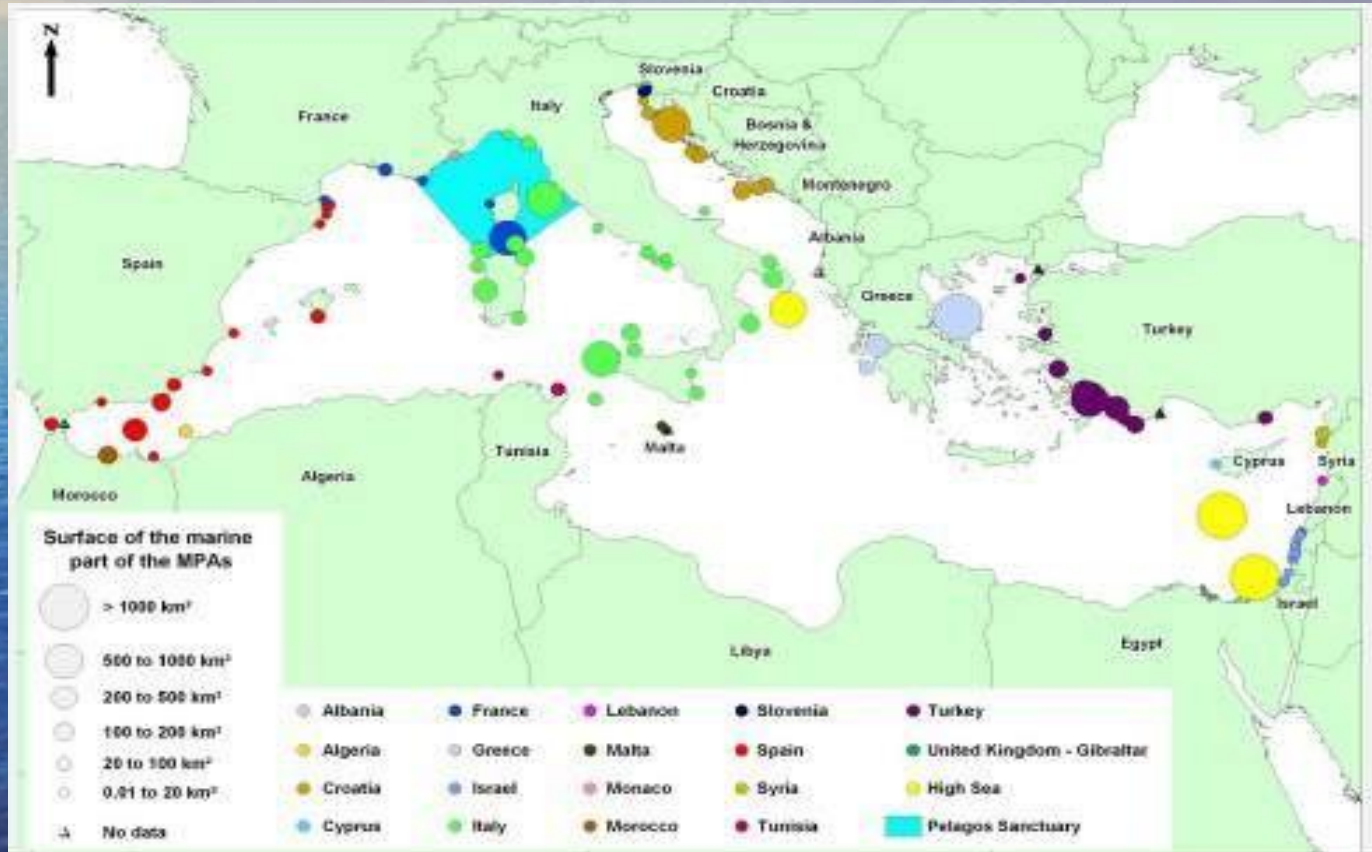 N
Slovenia
Croatia
Italy
France
Bosnia &
Herzegovina
Montenegro
Albania
Spain
Greece
Turkey
Tunisia
Malta
Cyprus
Syria
Algeria
Morocco
Lebanon
Israel
Libya
Egypt
Surface of the marine
part of the MPAs
> 1000 km²
500 to 1000 km²
200 to 500 km²
100 to 200 km²
20 to 100 km²
0.01 to 20 km²
No data
Albania
Algeria
Croatia
Cyprus
France
Greece
Israel
Italy
Lebanon
Malta
Monaco
Morocco
Slovenia
Spain
Syria
Tunisia
Turkey
United Kingdom - Gibraltar
High Sea
Pelagos Sanctuary